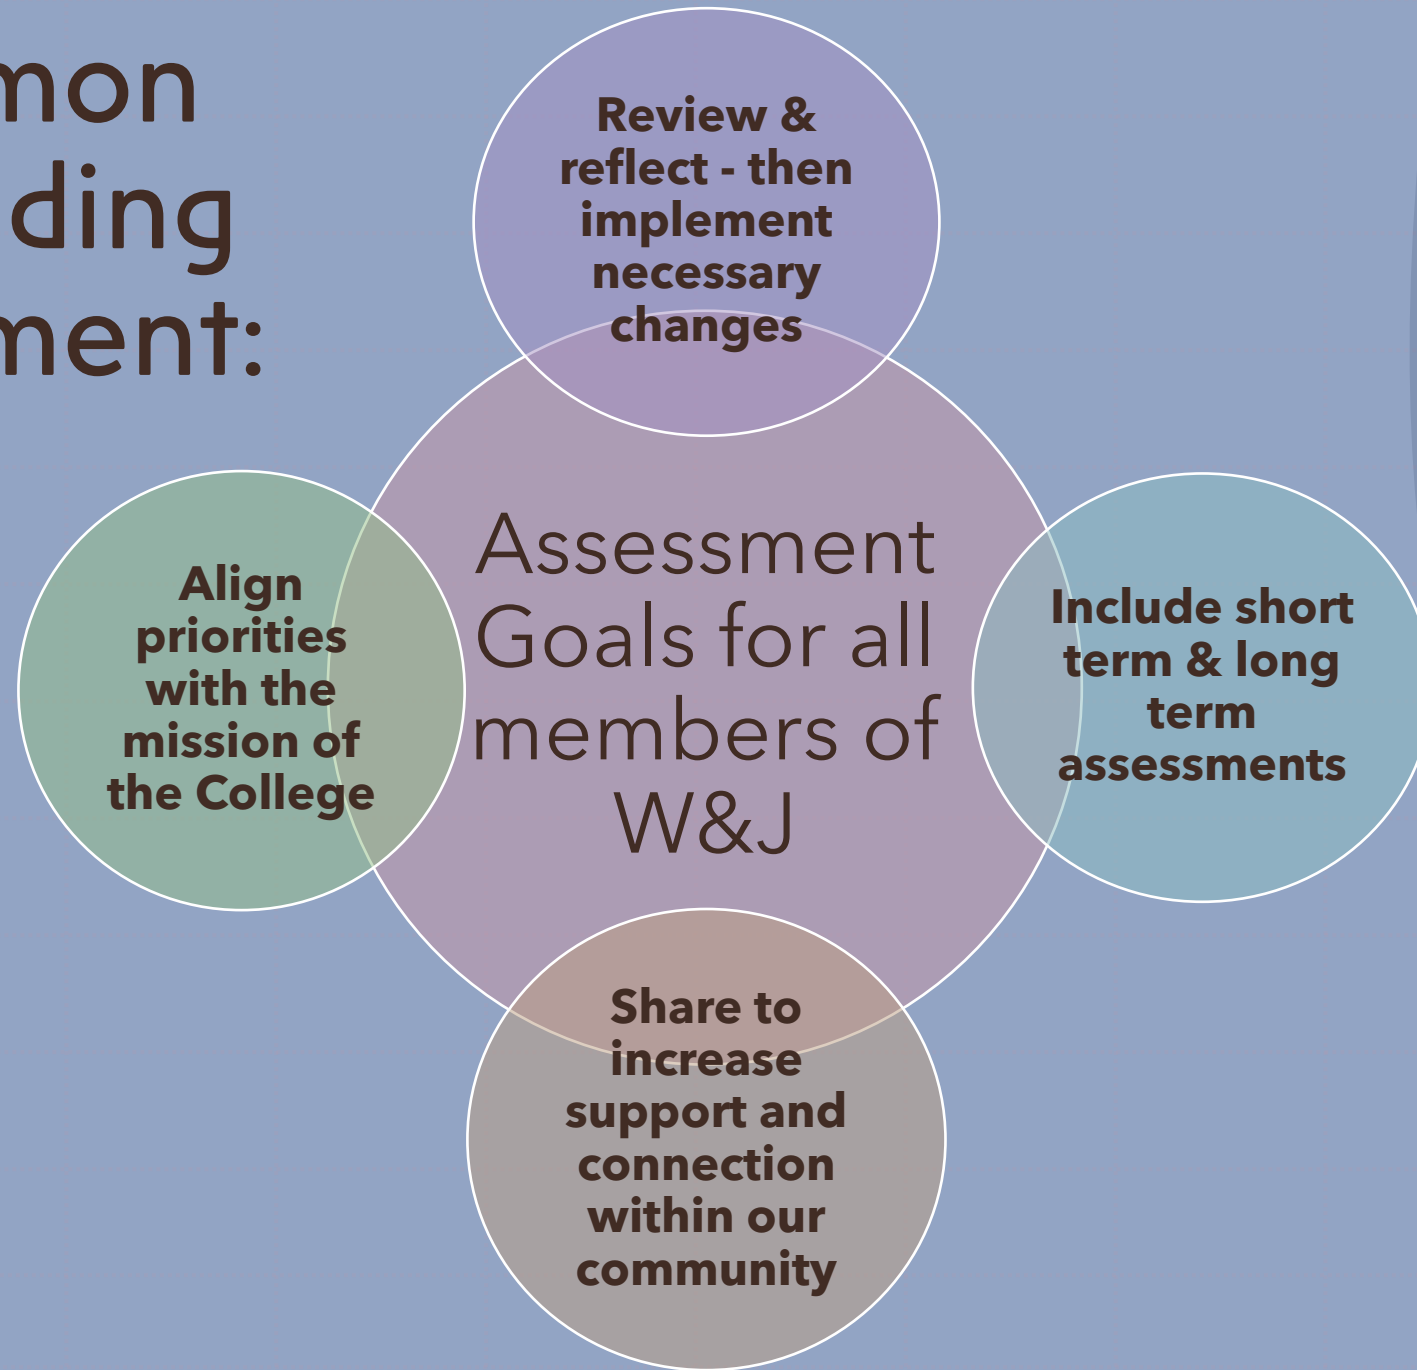 mon
ding
ment:
Review &
reflect - then
implement
necessary
changes
Align
priorities
with the
mission of
the College
Assessment
Goals for all
members of
W&J
Include short
term & long
term
assessments
Share to
increase
support and
connection
within our
community